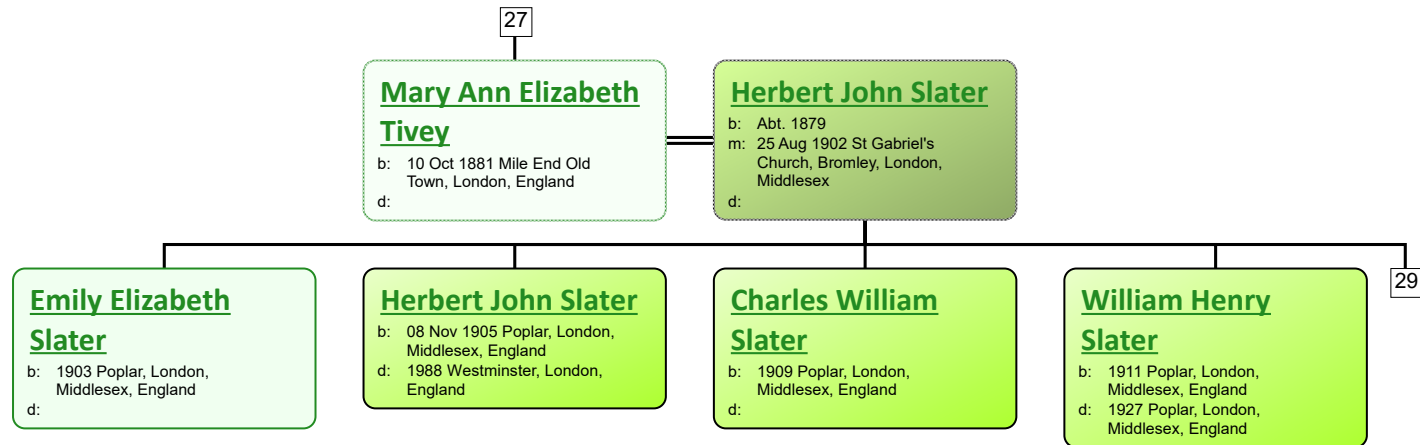 27
Mary Ann Elizabeth
Tivey
b: 10 Oct 1881 Mile End Old
Town, London, England
d:
Herbert John Slater
b: Abt. 1879
m: 25 Aug 1902 St Gabriel's
Church, Bromley, London,
Middlesex
d:
Emily Elizabeth
Slater
b: 1903 Poplar, London,
Middlesex, England
d:
Herbert John Slater
b: 08 Nov 1905 Poplar, London,
Middlesex, England
d: 1988 Westminster, London,
England
Charles William
Slater
b: 1909 Poplar, London,
Middlesex, England
d:
William Henry
Slater
b: 1911 Poplar, London,
Middlesex, England
d: 1927 Poplar, London,
Middlesex, England
29